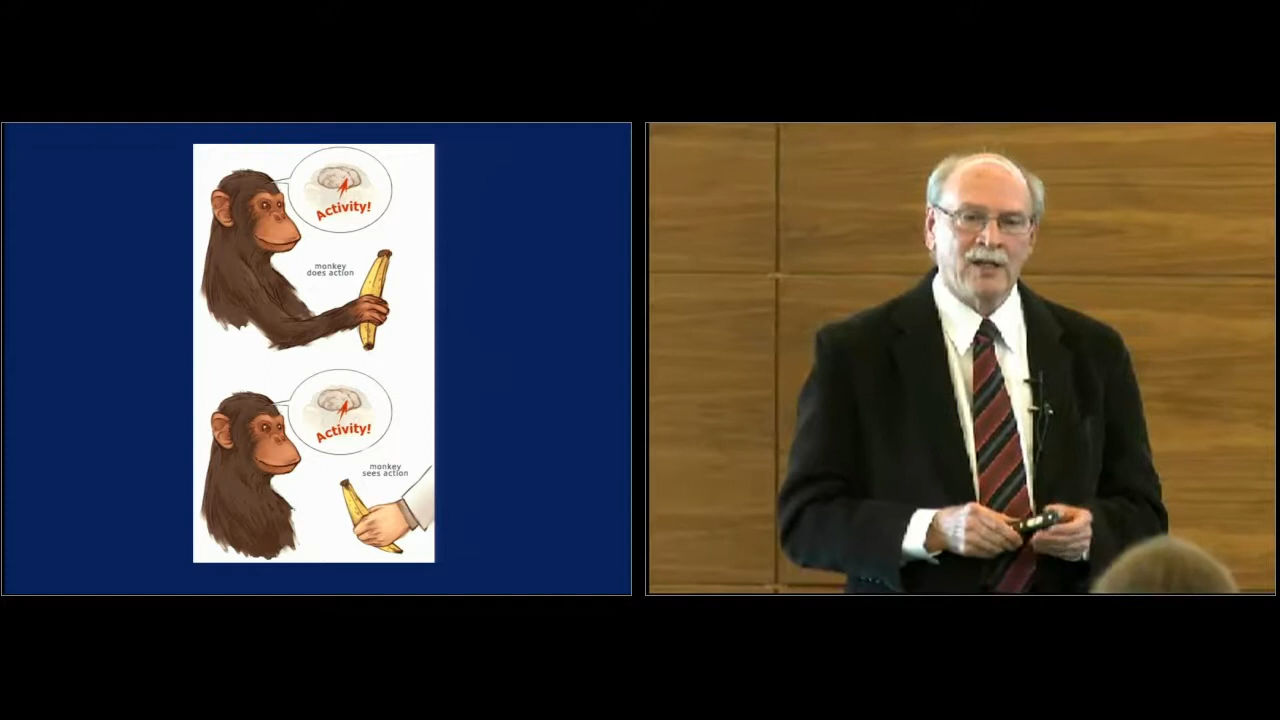 Activity!
monkey
does action
Activity!
monkey
sees action